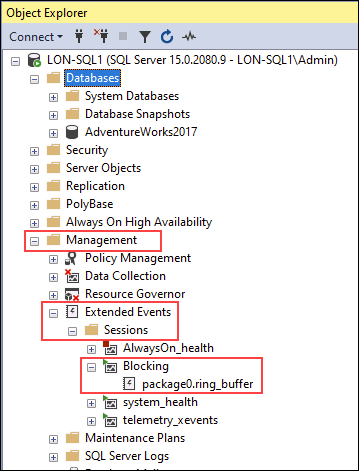 Object Explorer
Connect
LON-SQL1 (SQL Server 15.0.2080.9 - LON-SQL1\Admin)
Databases
System Databases
Database Snapshots
AdventureWorks2017
Security
Server Objects
Replication
PolyBase
Always On High Availability
Management
Policy Management
Data Collection
Resource Governor
Extended Events
Sessions
AlwaysOn_health
Blocking
package0.ring_buffer
system_health
telemetry_xevents
Maintenance Plans
SQL Server Logs